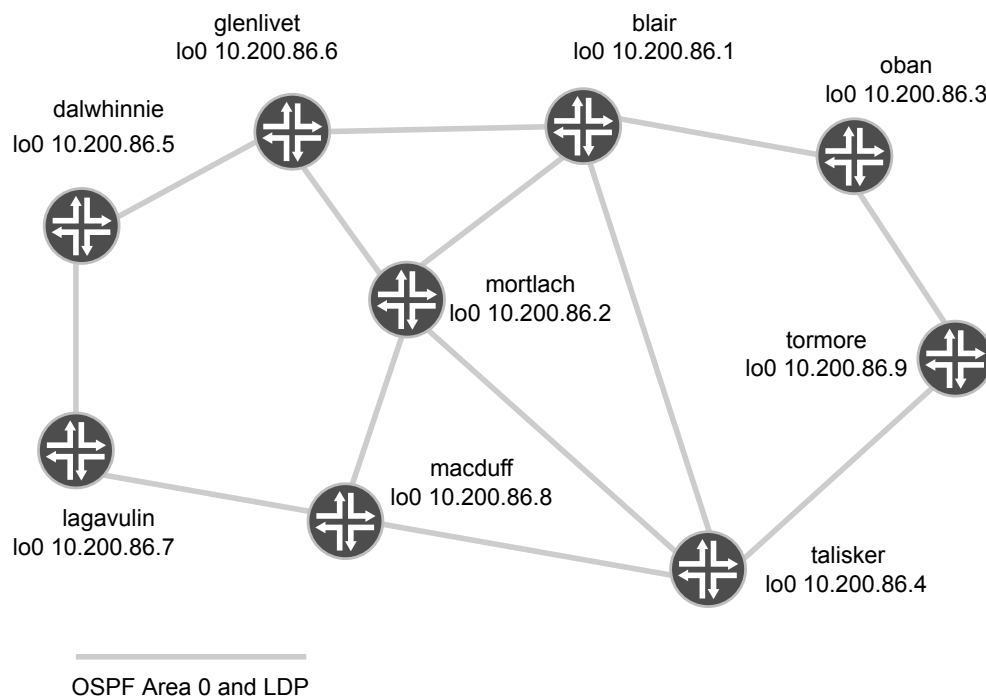 glenlivet
lo0 10.200.86.6
blair
lo0 10.200.86.1
oban
lo0 10.200.86.3
dalwhinnie
lo0 10.200.86.5
mortlach
lo0 10.200.86.2
tormore
lo0 10.200.86.9
macduff
lo0 10.200.86.8
lagavulin
lo0 10.200.86.7
talisker
lo0 10.200.86.4
OSPF Area 0 and LDP